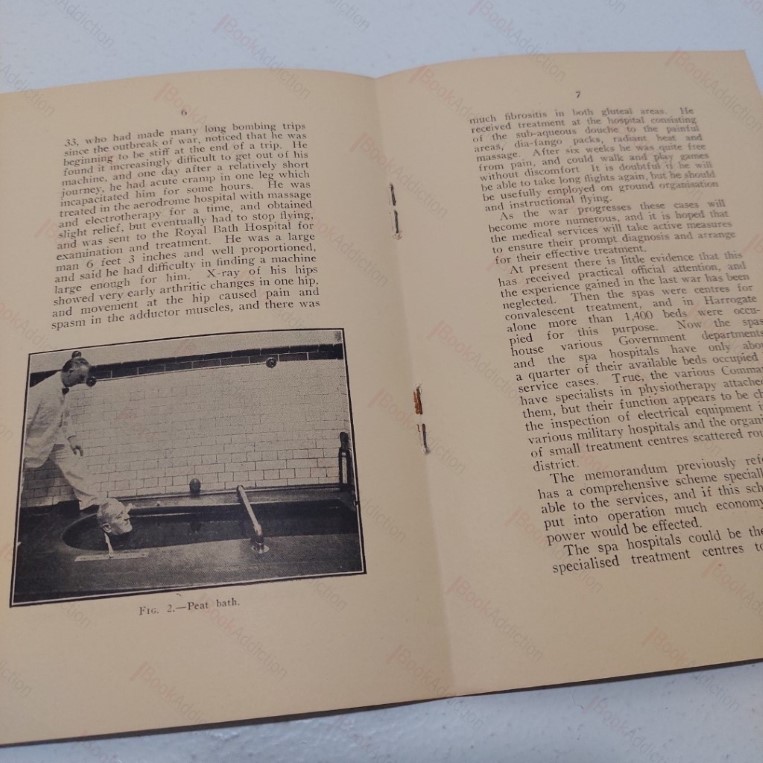 6
33, who had made many long bombing trips
since the outbreak of war, noticed that he was
beginning to be stiff at the end of a trip. He
found it increasingly difficult to get out of his
machine, and one day after a relatively short
journey, he had acute cramp in one leg which
incapacitated him for some hours. He was
treated in the aerodrome hospital with massage
and electrotherapy for a time, and obtained
slight relief, but eventually had to stop flying,
and was sent to the Royal Bath Hospital for
examination and treatment. He was a large
man 6 feet 3 inches and well proportioned,
and said he had difficulty in finding a machine
large enough for him. X-ray of his hips
showed very early arthritic changes in one hip,
and movement at the hip caused pain and
spasm in the adductor muscles, and there was
FIG. 2.—Peat bath.
7
much fibrositis in both gluteal areas. He
received treatment at the hospital consisting
of the sub-aqueous douche to the painful
areas, dia-fango packs, radiant heat and
massage. After six weeks he was quite free
from pain, and could walk and play games
without discomfort. It is doubtful if he will
be able to take long flights again, but he should
be usefully employed on ground organisation
and instructional flying.
As the war progresses these cases will
become more numerous, and it is hoped that
the medical services will take active measures
to ensure their prompt diagnosis and arrange
for their effective treatment.
At present there is little evidence that this
has received practical official attention, and
the experience gained in the last war has been
neglected. Then the spas were centres for
convalescent treatment, and in Harrogate
alone more than 1,400 beds were occu-
pied for this purpose. Now the spas
house various Government departments
and the spa hospitals have only abou
a quarter of their available beds occupied
service cases. True, the various Comman
have specialists in physiotherapy attache
them, but their function appears to be ch
the inspection of electrical equipment i
various military hospitals and the organi
of small treatment centres scattered rou
district.
The memorandum previously refe
has a comprehensive scheme speciall
able to the services, and if this sch
put into operation much economy
power would be effected.
The spa hospitals could be the
specialised treatment centres to
BookAddiction